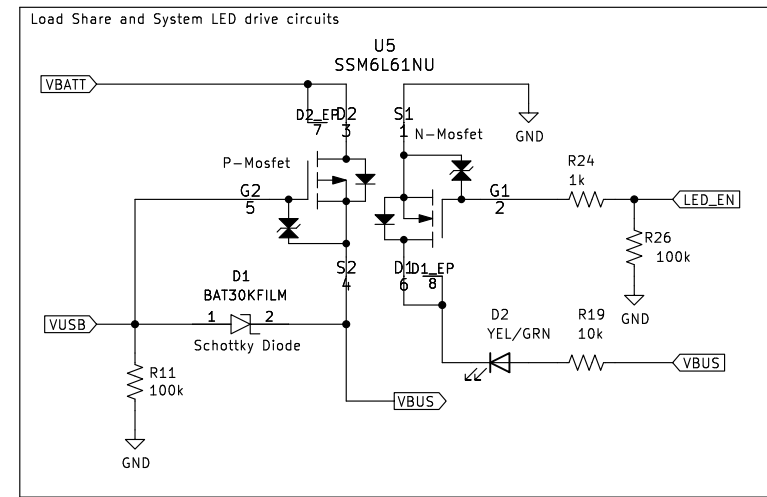 Load Share and System LED drive circuits
U5
SSM6L61NU
VBATT
D2_EP
7
D2
3
S1
1
N-Mosfet
GND
P-Mosfet
R24
1k
G2
5
G1
2
LED_EN
R26
100k
D1
BAT30KFILM
S2
4
D1
6
D1_EP
8
GND
VUSB
1
2
Schottky Diode
D2
YEL/GRN
R19
10k
R11
100k
VBUS
VBUS
GND